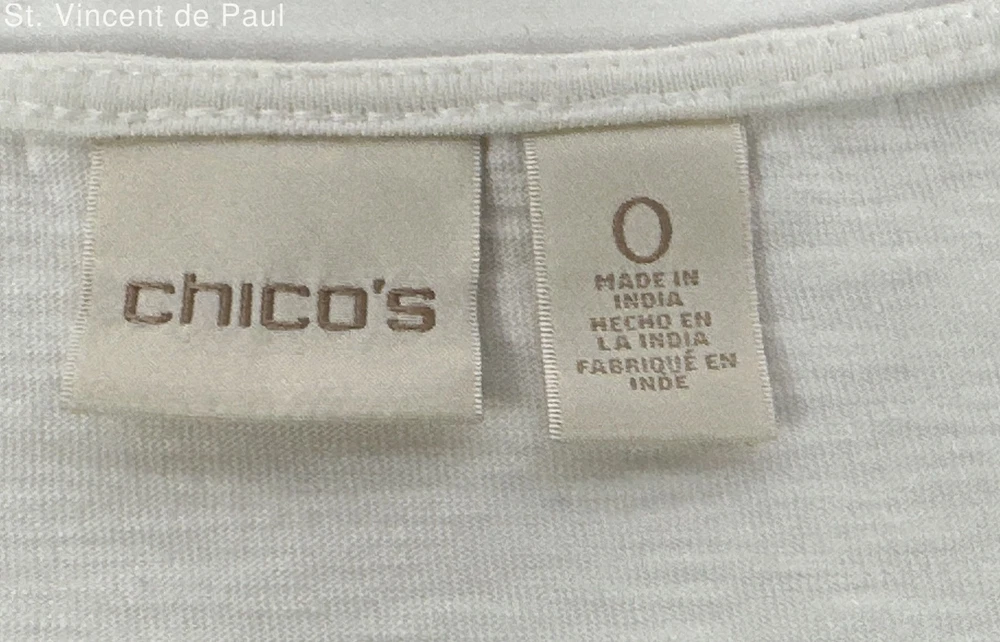 St. Vincent de Paul
chico's
0
MADE IN
INDIA
HECHO EN
LA INDIA
FABRIQUÉ EN
INDE